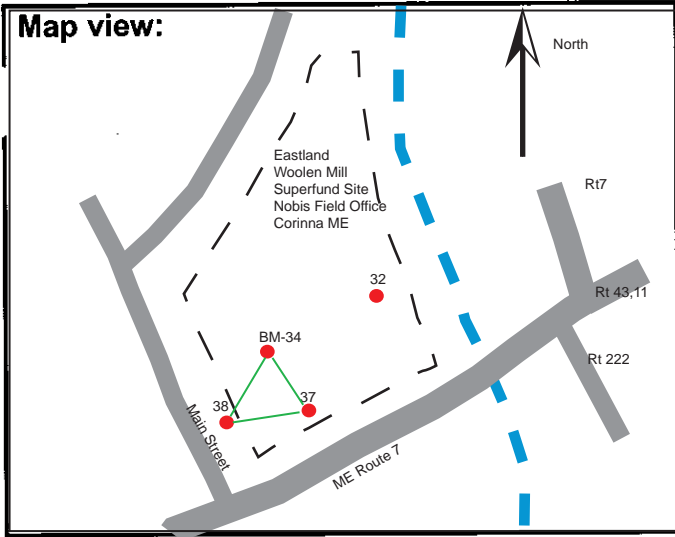 Map view:
North
Eastland
Woolen Mill
Superfund Site
Nobis Field Office
Corinna ME
Rt7
32
Rt 43,11
BM-34
Rt 222
37
38
Main Street
ME Route 7